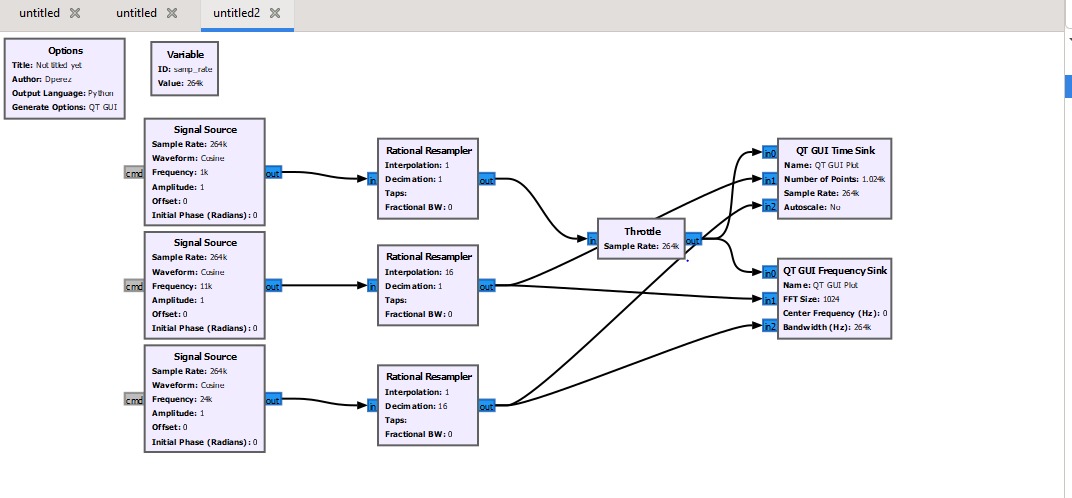 untitled
untitled
untitled2
Options
Title: Not titled yet
Author: Dperez
Output Language: Python
Generate Options: QT GUI
Variable
ID: samp_rate
Value: 264k
Signal Source
Sample Rate: 264k
Waveform: Cosine
Frequency: 1k
Amplitude: 1
Offset: 0
Initial Phase (Radians): 0
cmd
out
Rational Resampler
Interpolation: 1
Decimation: 1
Taps:
Fractional BW: 0
in
out
Throttle
Sample Rate: 264k
in
out
QT GUI Time Sink
Name: QT GUI Plot
Number of Points: 1.024k
Sample Rate: 264k
Autoscale: No
in0
in1
in2
Signal Source
Sample Rate: 264k
Waveform: Cosine
Frequency: 11k
Amplitude: 1
Offset: 0
Initial Phase (Radians): 0
cmd
out
Rational Resampler
Interpolation: 16
Decimation: 1
Taps:
Fractional BW: 0
in
out
QT GUI Frequency Sink
Name: QT GUI Plot
FFT Size: 1024
Center Frequency (Hz): 0
Bandwidth (Hz): 264k
in0
in1
in2
Signal Source
Sample Rate: 264k
Waveform: Cosine
Frequency: 24k
Amplitude: 1
Offset: 0
Initial Phase (Radians): 0
cmd
out
Rational Resampler
Interpolation: 1
Decimation: 16
Taps:
Fractional BW: 0
in
out